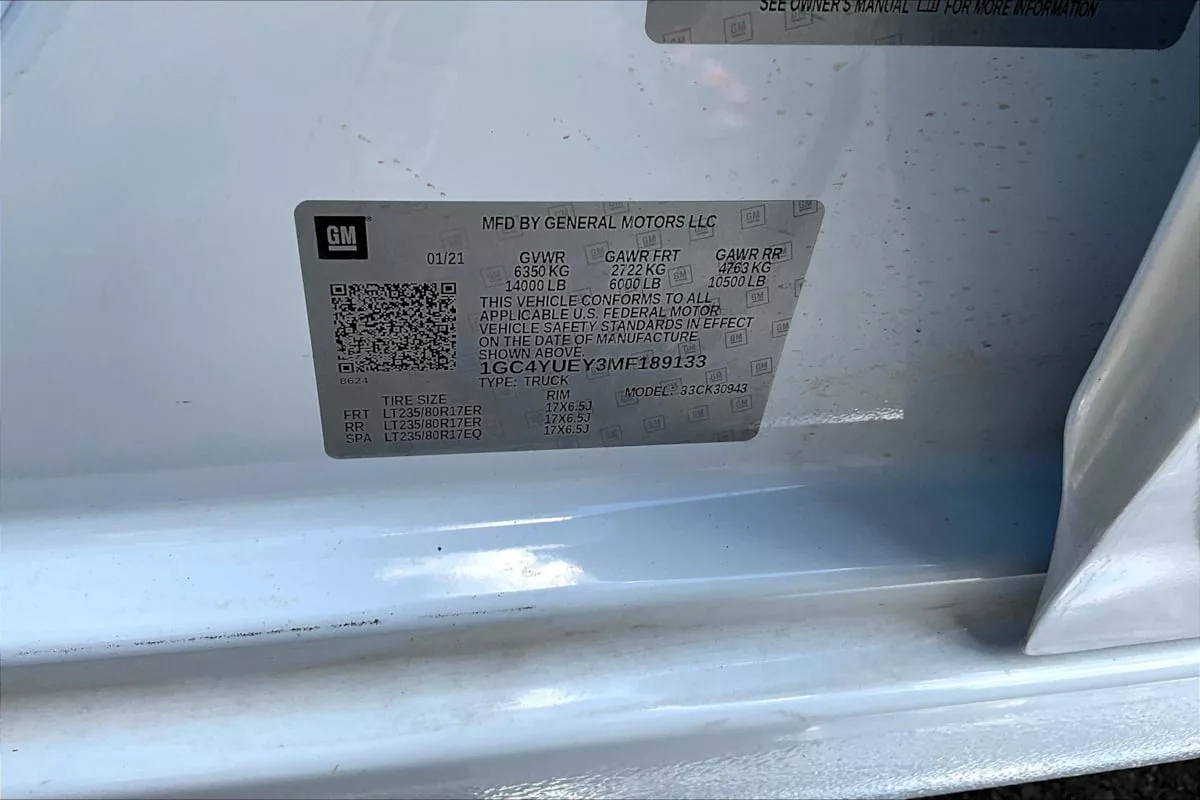 SEE OWNER'S MANUAL FOR MORE INFORMATION
GM
MFD BY GENERAL MOTORS LLC
01/21 GVWR GAWR FRT GAWR RR
6350 KG 2722 KG 4763 KG
14000 LB 6000 LB 10500 LB
THIS VEHICLE CONFORMS TO ALL
APPLICABLE U.S. FEDERAL MOTOR
VEHICLE SAFETY STANDARDS IN EFFECT
ON THE DATE OF MANUFACTURE
SHOWN ABOVE.
1GC4YUEY3MF189133
B624
TYPE: TRUCK MODEL: 33CK30943
TIRE SIZE RIM
FRT LT235/80R17ER 17X6.5J
RR LT235/80R17ER 17X6.5J
SPA LT235/80R17EQ 17X6.5J